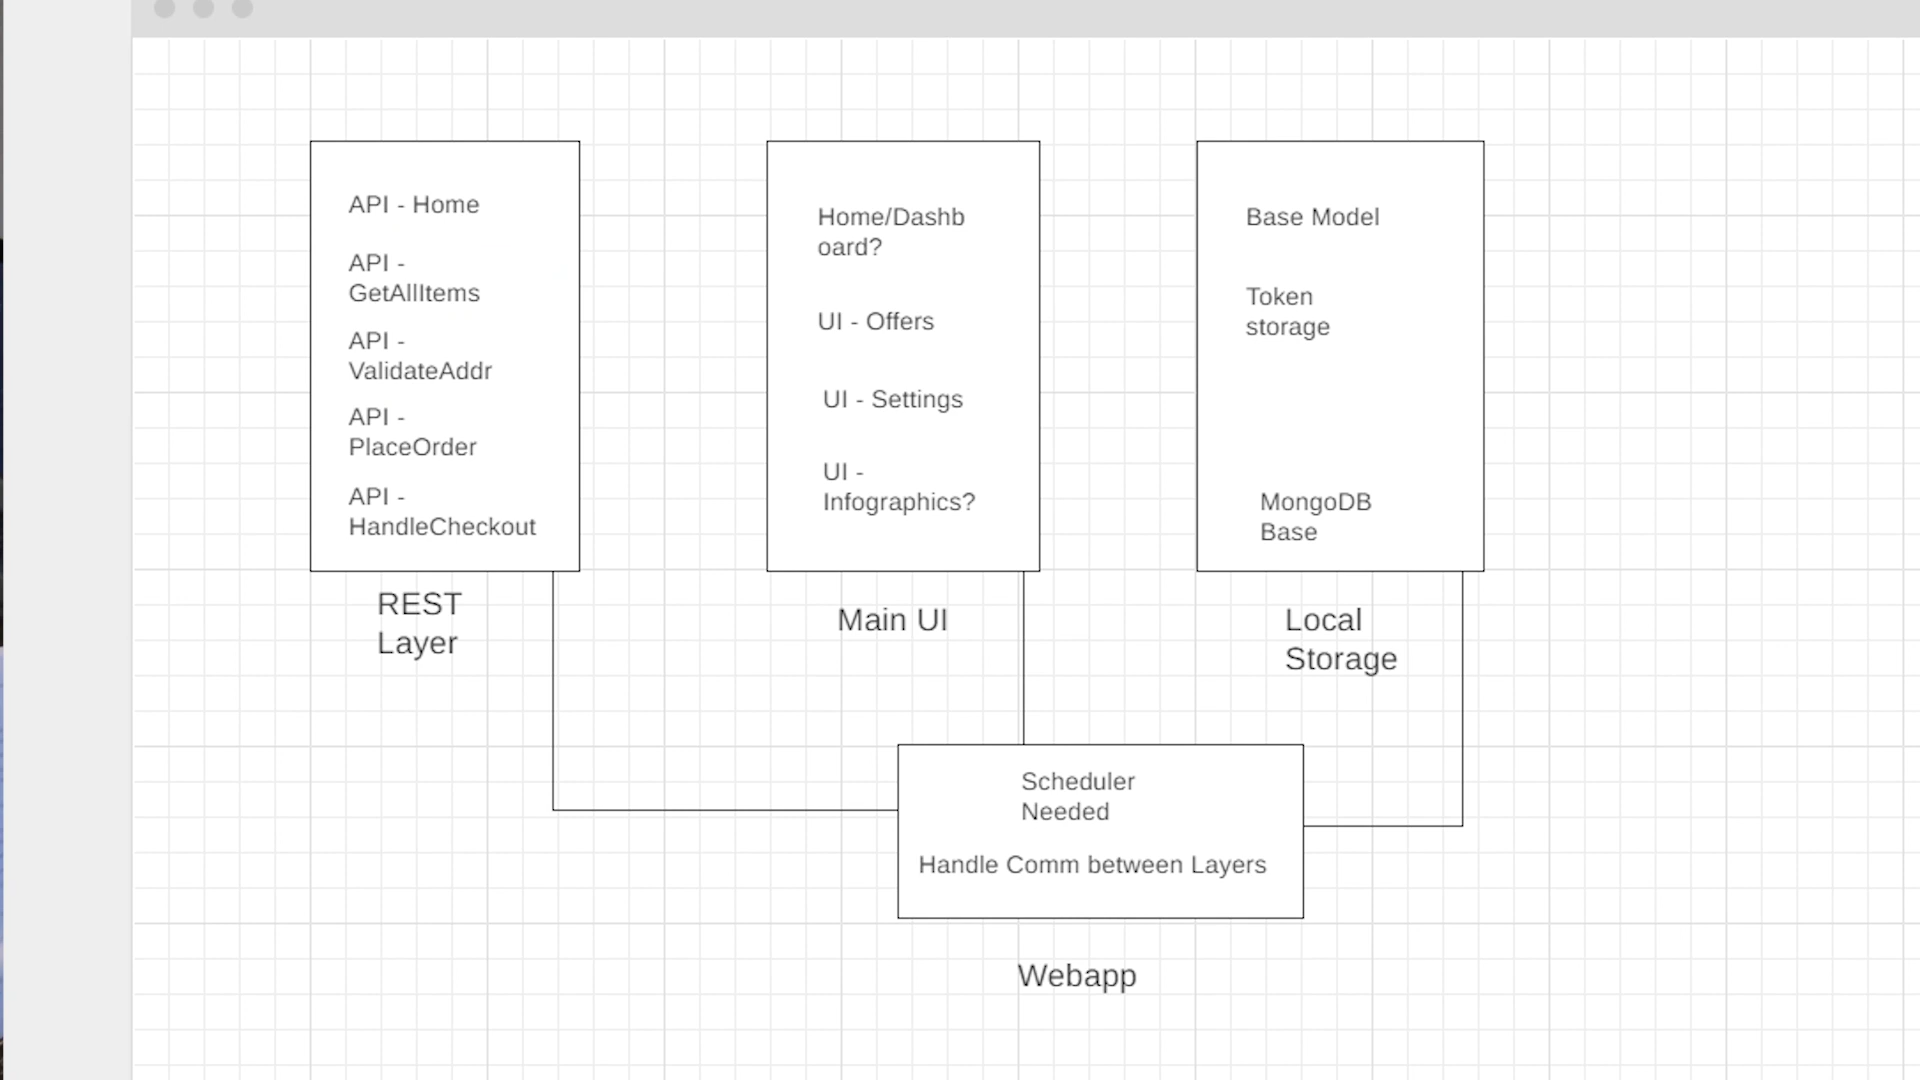 API - Home
API -
GetAllItems
API -
ValidateAddr
API -
PlaceOrder
API -
HandleCheckout
REST
Layer
Home/Dashb
oard?
UI - Offers
UI - Settings
UI -
Infographics?
Main UI
Base Model
Token
storage
MongoDB
Base
Local
Storage
Scheduler
Needed
Handle Comm between Layers
Webapp